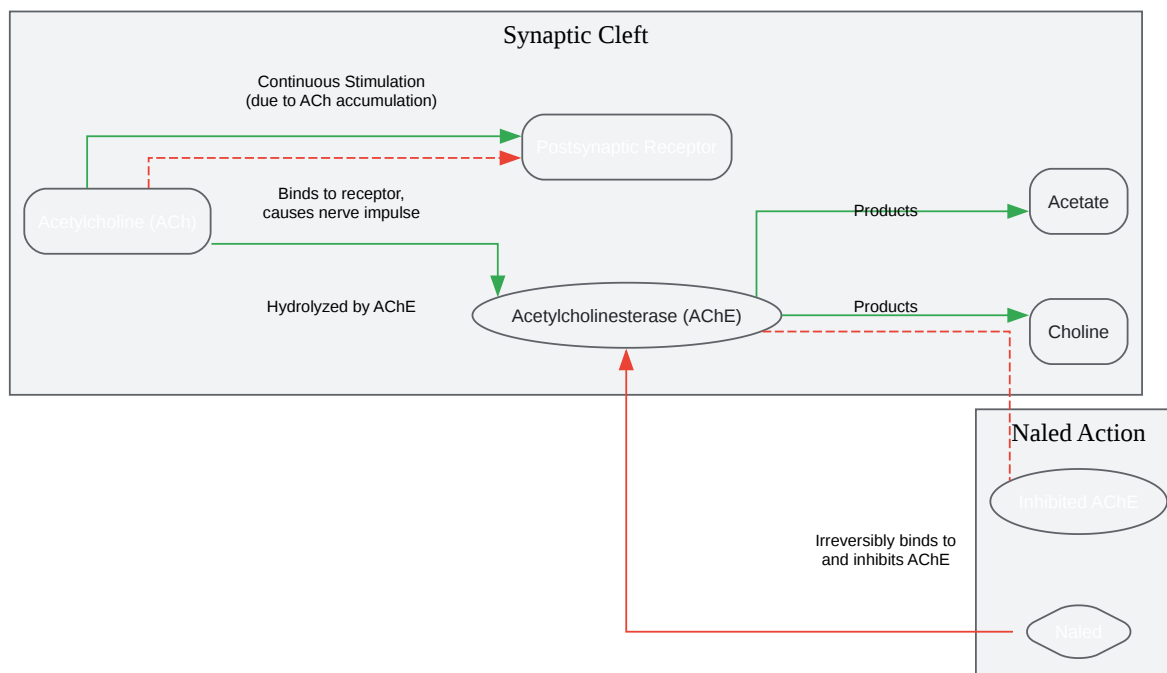 Synaptic Cleft
Continuous Stimulation
(due to ACh accumulation)
Postsynaptic Receptor
Binds to receptor,
causes nerve impulse
Acetylcholine (ACh)
Products
Acetate
Hydrolyzed by AChE
Acetylcholinesterase (AChE)
Products
Choline
Naled Action
Inhibited AChE
Irreversibly binds to
and inhibits AChE
Naled